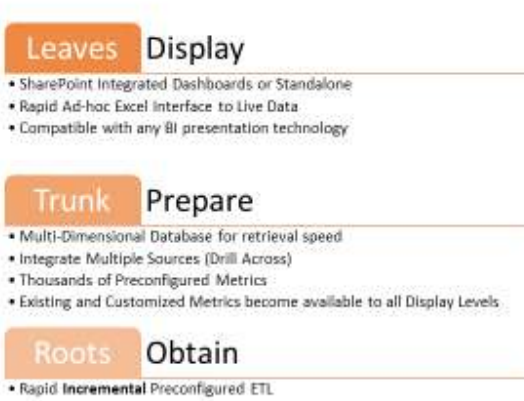 Leaves Display
• SharePoint Integrated Dashboards or Standalone
• Rapid Ad-hoc Excel Interface to Live Data
• Compatible with any BI presentation technology
Trunk Prepare
• Multi-Dimensional Database for retrieval speed
• Integrate Multiple Sources (Drill Across)
• Thousands of Preconfigured Metrics
• Existing and Customized Metrics become available to all Display Levels
Roots Obtain
• Rapid Incremental Preconfigured ETL